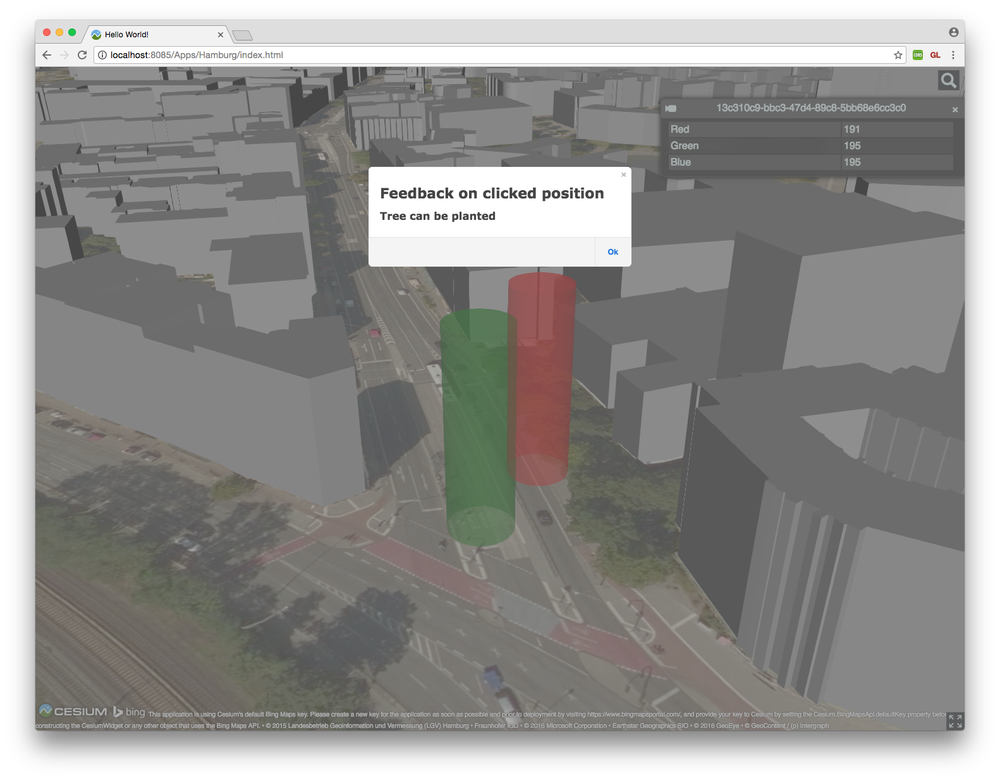 Hello World!
localhost:8085/Apps/Hamburg/index.html
CORS
GL
13c310c9-bbc3-47d4-89c8-5bb68e6cc3c0
Red 191
Green 195
Blue 195
Feedback on clicked position
Tree can be planted
Ok
CESIUM bing This application is using Cesium's default Bing Maps key. Please create a new key for the application as soon as possible and prior to deployment by visiting https://www.bingmapsportal.com/, and provide your key to Cesium by setting the Cesium.BingMapsApi.defaultKey property before
constructing the CesiumWidget or any other object that uses the Bing Maps API. • © 2015 Landesbetrieb Geoinformation und Vermessung (LGV) Hamburg • Fraunhofer IGD • © 2016 Microsoft Corporation • Earthstar Geographics SIO • © 2016 GeoEye • © GeoContent / (p) Intergraph